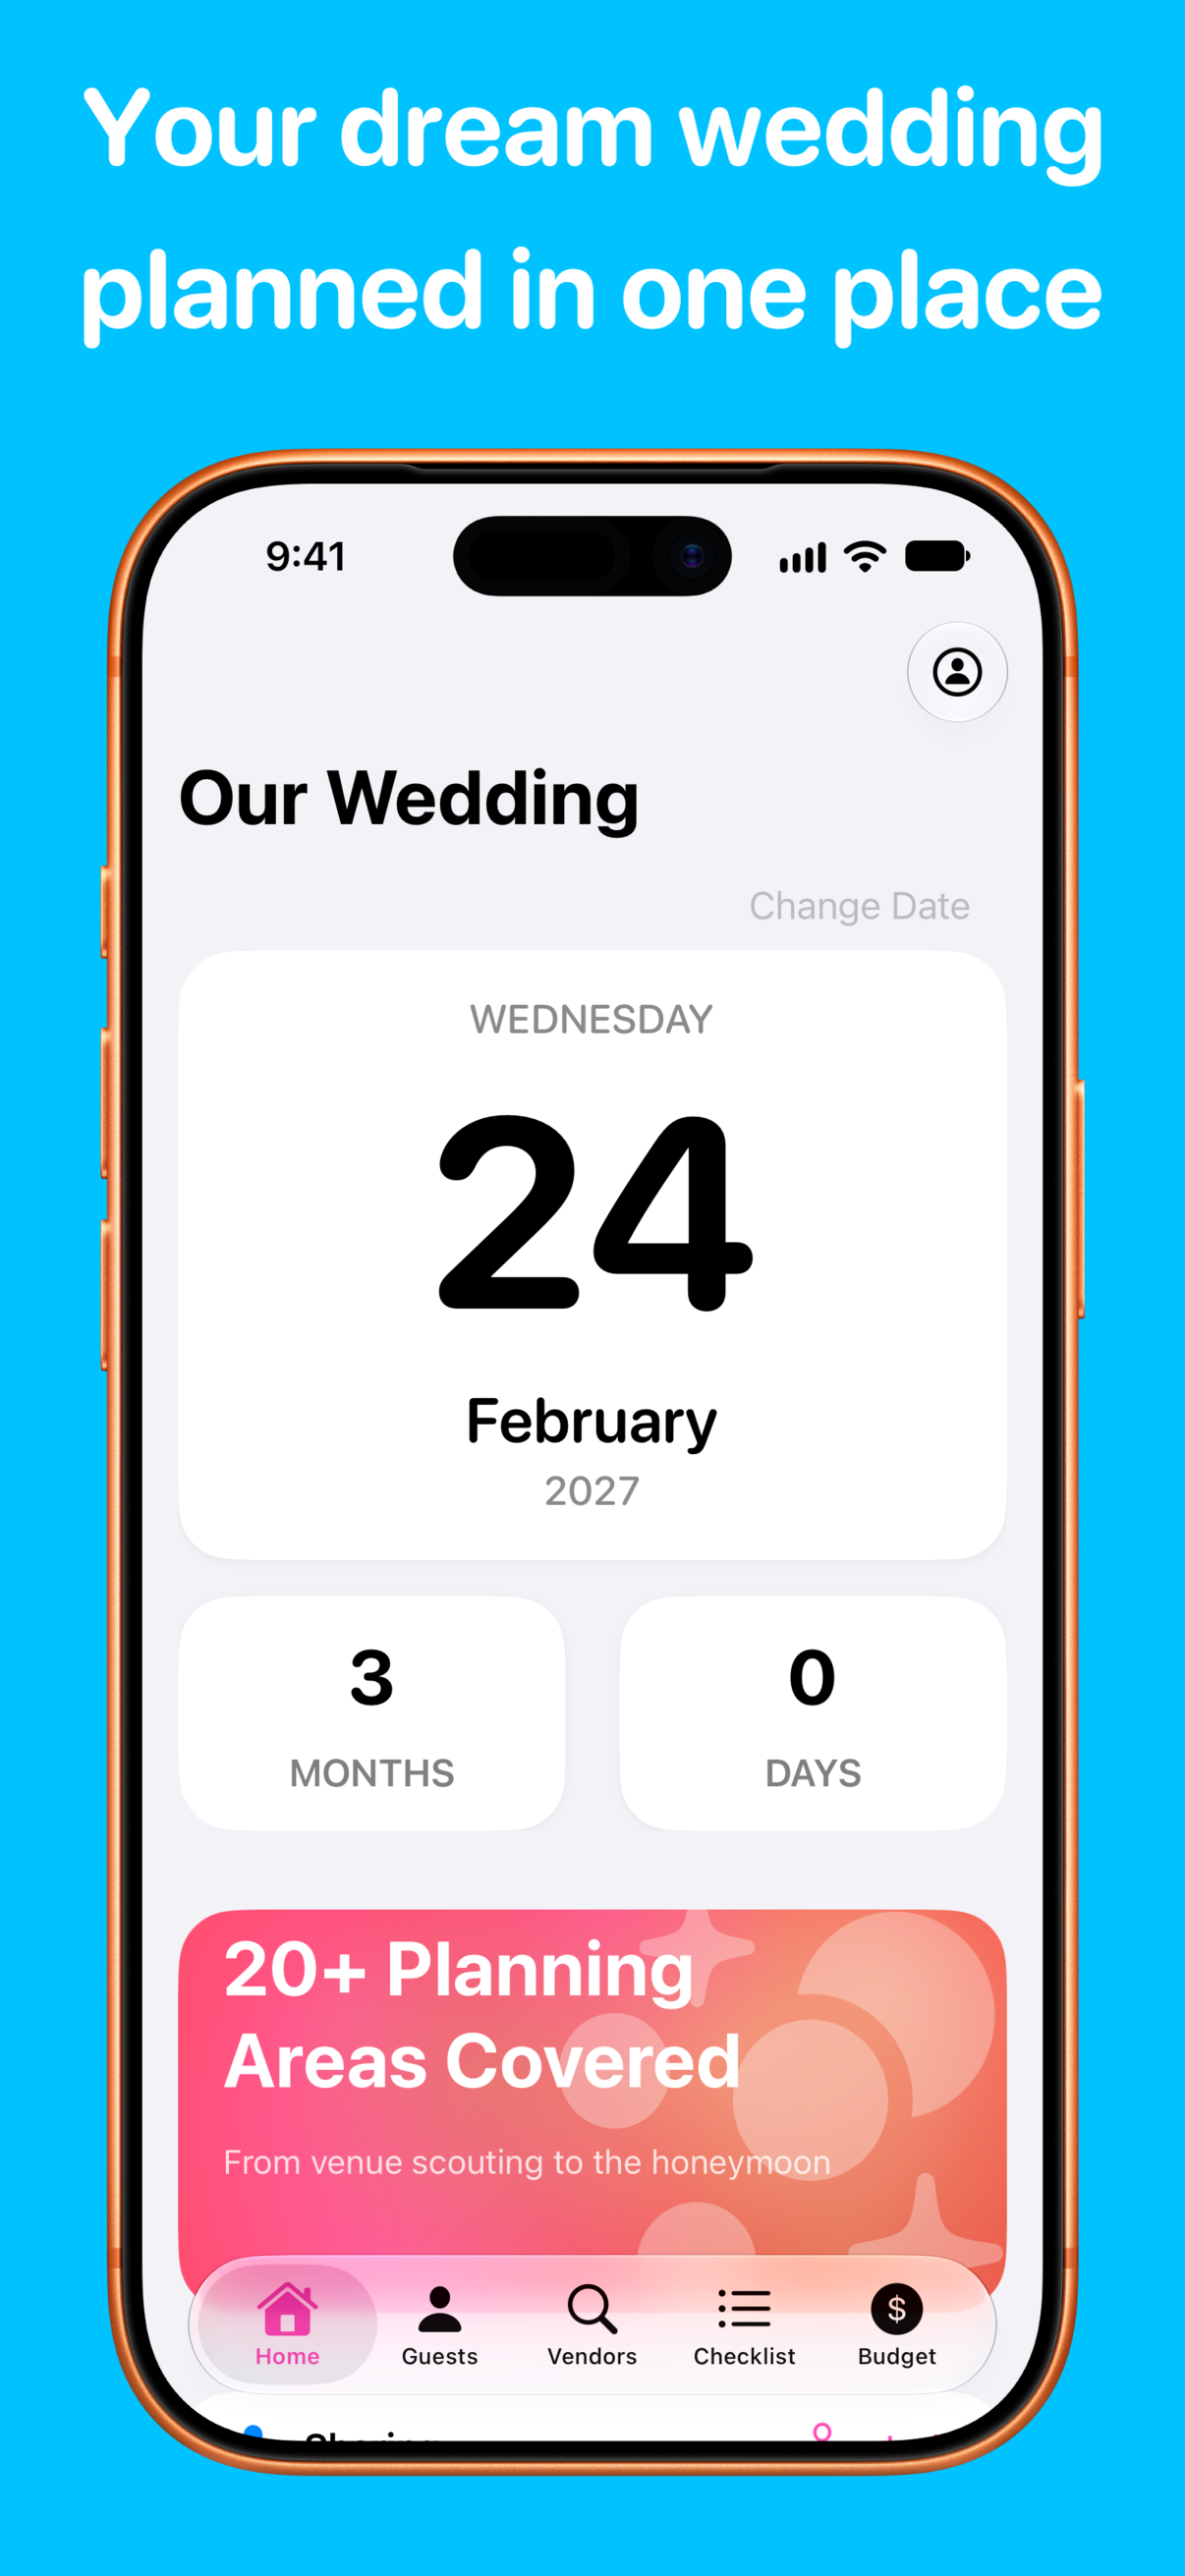 Your dream wedding
planned in one place
9:41
Our Wedding
Change Date
WEDNESDAY
24
February
2027
3
MONTHS
0
DAYS
20+ Planning
Areas Covered
From venue scouting to the honeymoon
Home
Guests
Vendors
Checklist
Budget